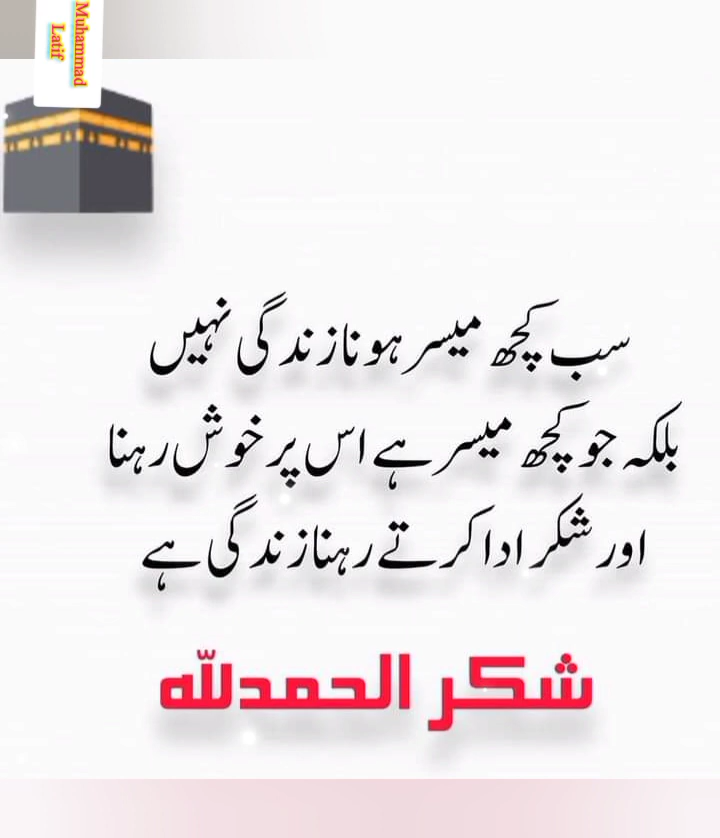 Muhammad
Latif
سب کچھ میسر ہونا زندگی نہیں
بلکہ جو کچھ میسر ہے اس پر خوش رہنا
اور شکر ادا کرتے رہنا زندگی ہے
شکر الحمدللّٰه